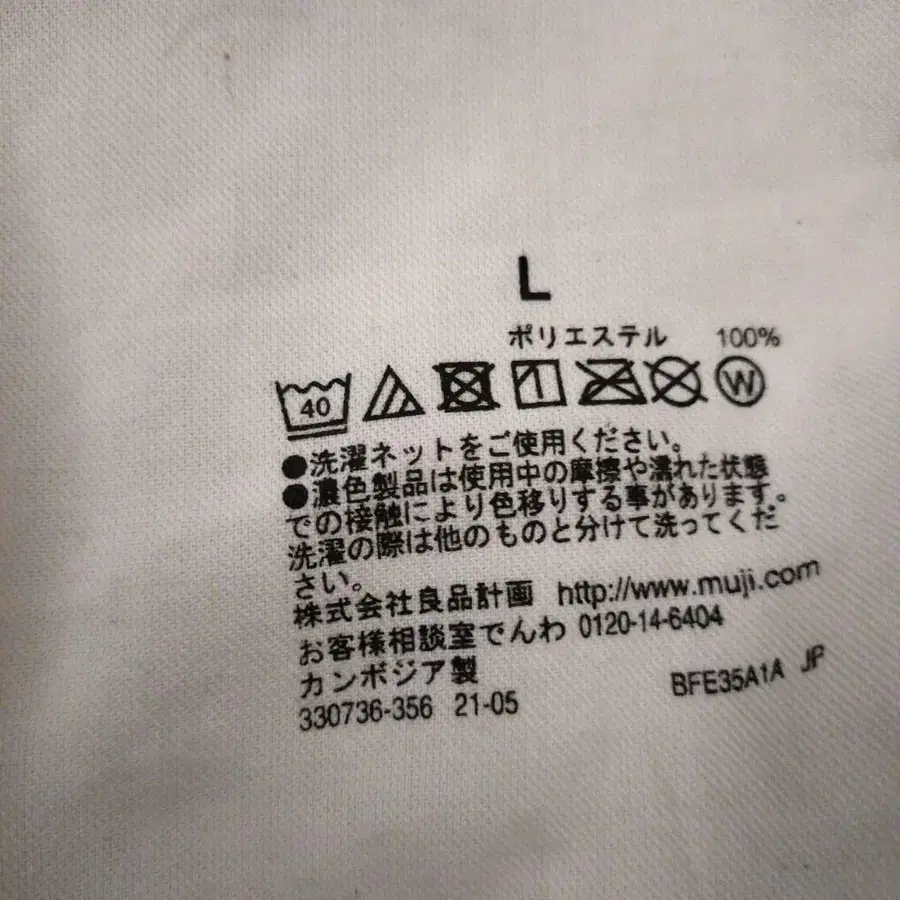 L
ポリエステル 100%
40 W
●洗濯ネットをご使用ください。
●濃色製品は使用中の摩擦や濡れた状態
での接触により色移りする事があります。
洗濯の際は他のものと分けて洗ってくだ
さい。
株式会社良品計画 http://www.muji.com
お客様相談室でんわ 0120-14-6404
カンボジア製
330736-356 21-05 BFE35A1A JP